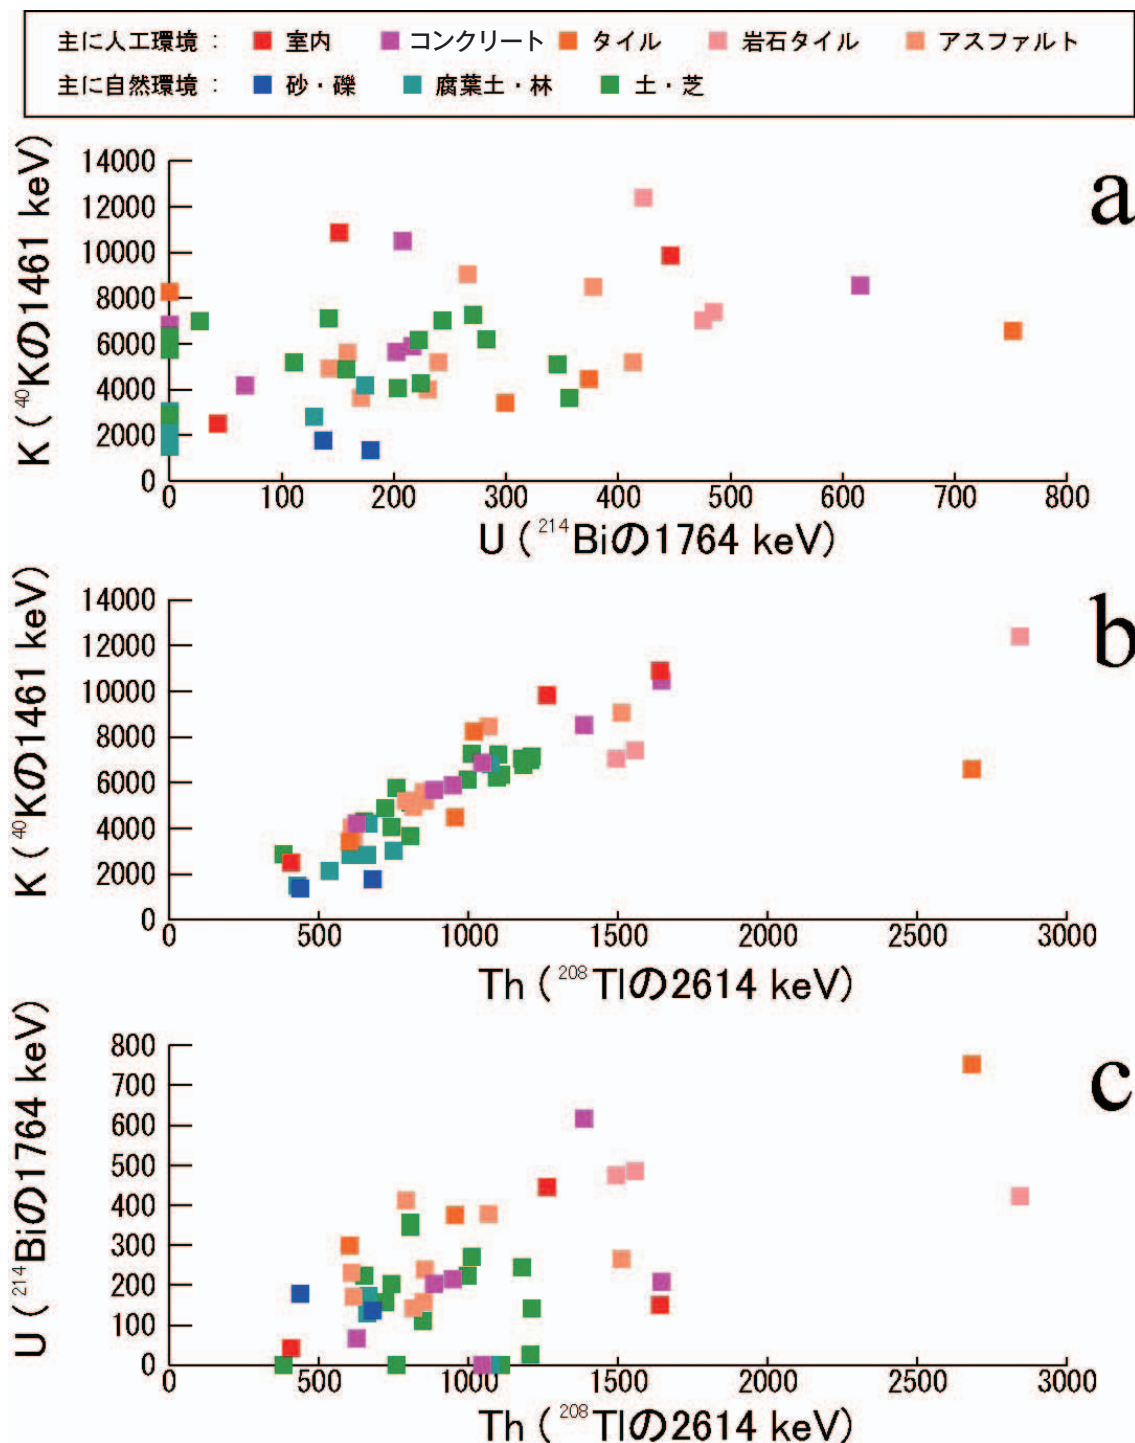 主に人工環境： 室内 コンクリート タイル 岩石タイル アスファルト
主に自然環境： 砂・礫 腐葉土・林 土・芝
a
K (⁴⁰Kの1461 keV)
14000
12000
10000
8000
6000
4000
2000
0
0 100 200 300 400 500 600 700 800
U (²¹⁴Biの1764 keV)
b
K (⁴⁰Kの1461 keV)
14000
12000
10000
8000
6000
4000
2000
0
0 500 1000 1500 2000 2500 3000
Th (²⁰⁸Tlの2614 keV)
c
U (²¹⁴Biの1764 keV)
800
700
600
500
400
300
200
100
0
0 500 1000 1500 2000 2500 3000
Th (²⁰⁸Tlの2614 keV)